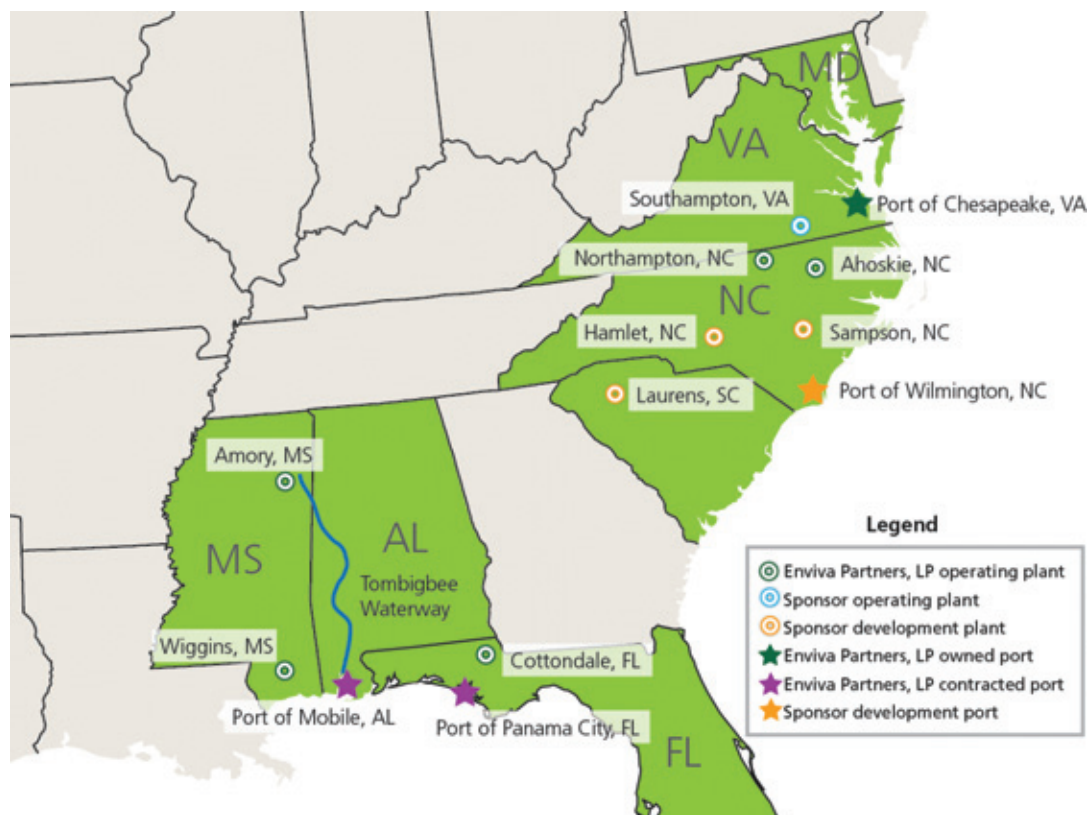 MD
VA
Southampton, VA
Port of Chesapeake, VA
Northampton, NC
Ahoskie, NC
NC
Hamlet, NC
Sampson, NC
Laurens, SC
Port of Wilmington, NC
Amory, MS
MS
AL
Tombigbee
Waterway
Wiggins, MS
Cottondale, FL
Port of Mobile, AL
Port of Panama City, FL
FL
Legend
Enviva Partners, LP operating plant
Sponsor operating plant
Sponsor development plant
Enviva Partners, LP owned port
Enviva Partners, LP contracted port
Sponsor development port